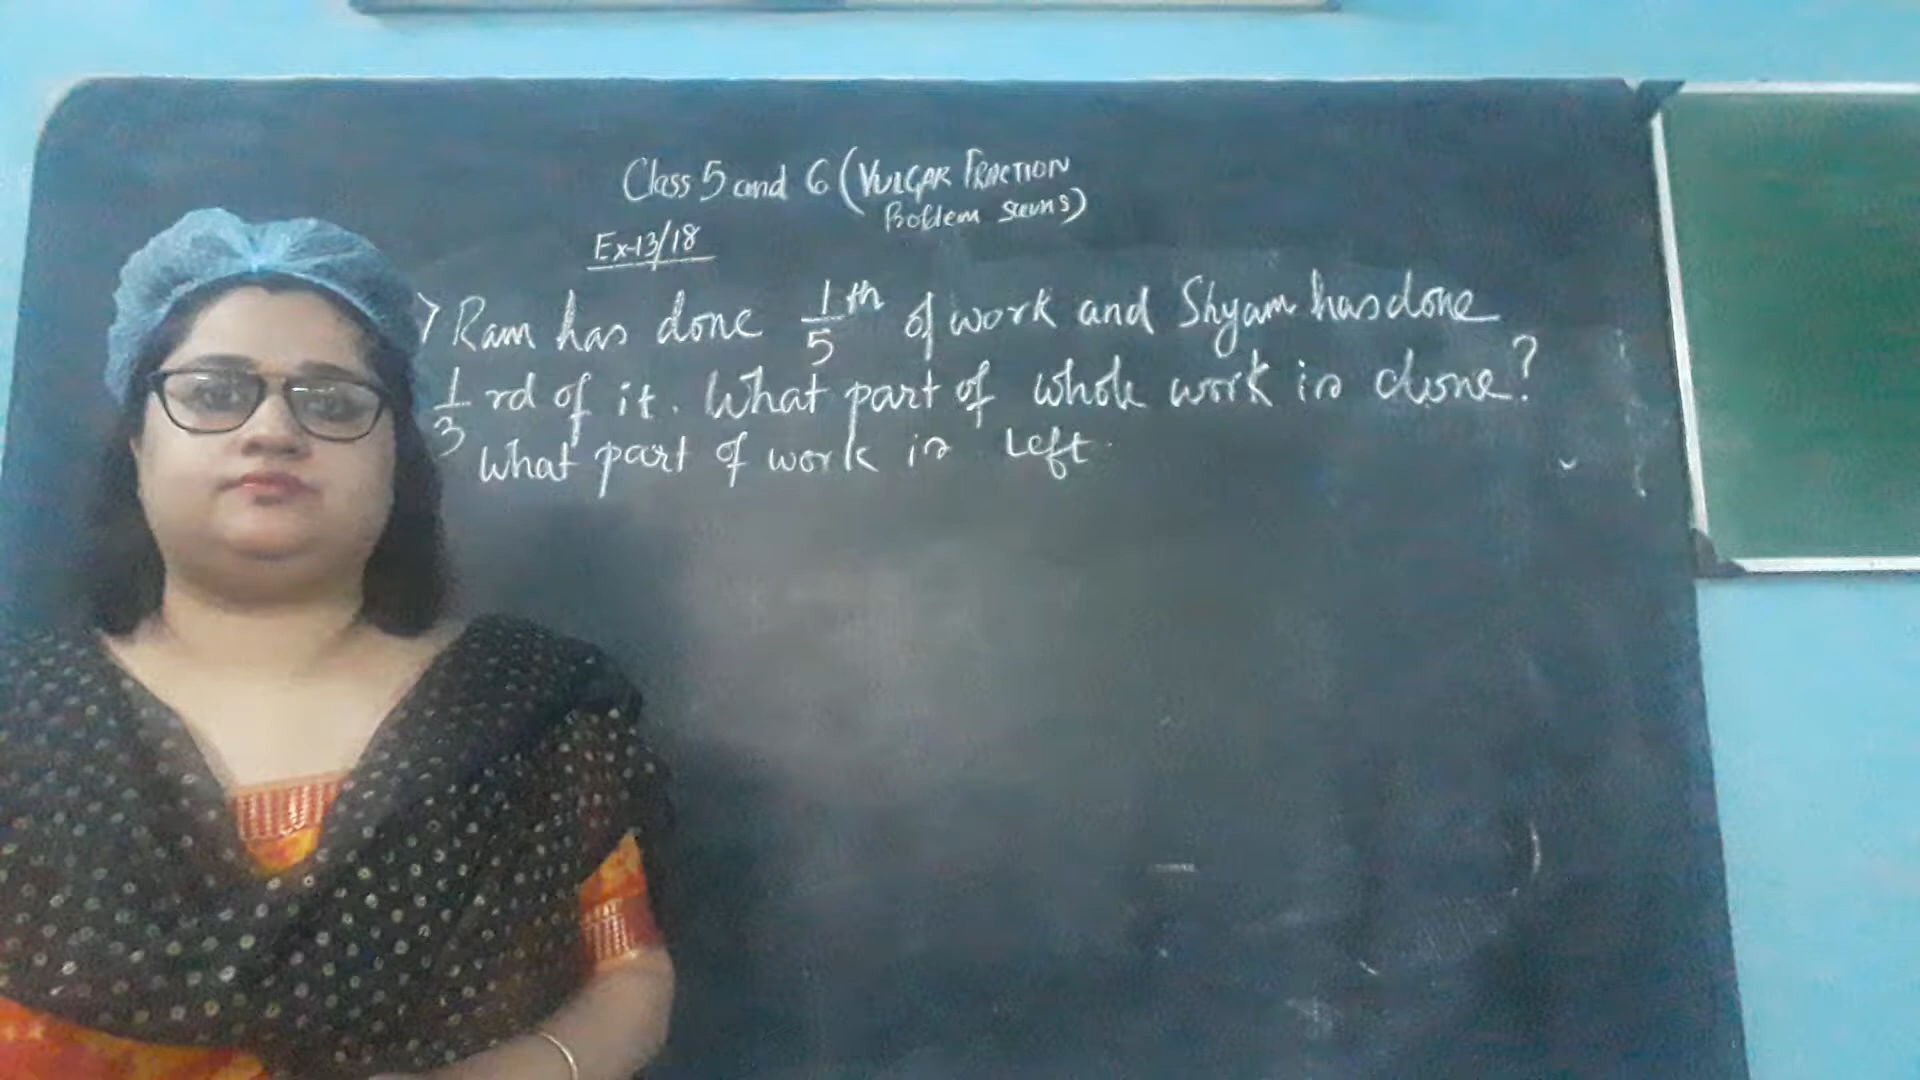 Class 5 and 6 (VULGAR FRACTION
Problem sums)
Ex-13/18
> Ram has done 1/5 th of work and Shyam has done
1/3 rd of it. What part of whole work is done?
What part of work is left.